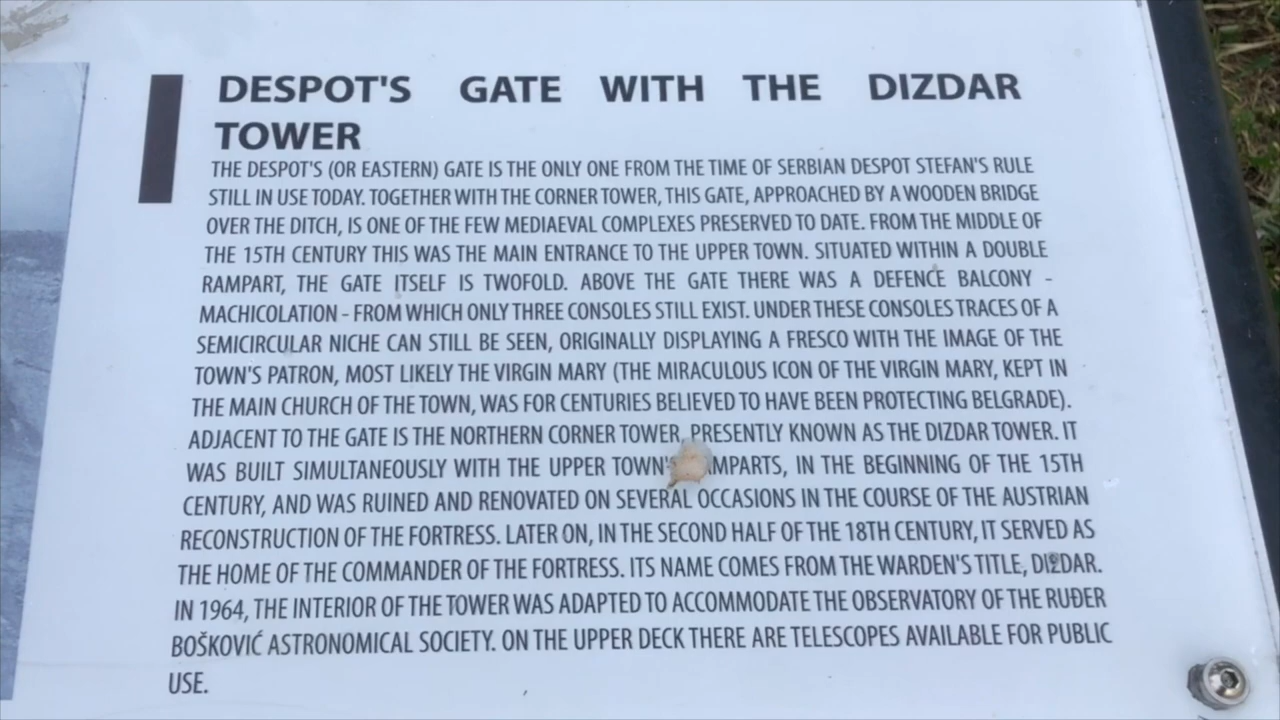 DESPOT'S GATE WITH THE DIZDAR
TOWER
THE DESPOT'S (OR EASTERN) GATE IS THE ONLY ONE FROM THE TIME OF SERBIAN DESPOT STEFAN'S RULE
STILL IN USE TODAY. TOGETHER WITH THE CORNER TOWER, THIS GATE, APPROACHED BY A WOODEN BRIDGE
OVER THE DITCH, IS ONE OF THE FEW MEDIAEVAL COMPLEXES PRESERVED TO DATE. FROM THE MIDDLE OF
THE 15TH CENTURY THIS WAS THE MAIN ENTRANCE TO THE UPPER TOWN. SITUATED WITHIN A DOUBLE
RAMPART, THE GATE ITSELF IS TWOFOLD. ABOVE THE GATE THERE WAS A DEFENCE BALCONY -
MACHICOLATION - FROM WHICH ONLY THREE CONSOLES STILL EXIST. UNDER THESE CONSOLES TRACES OF A
SEMICIRCULAR NICHE CAN STILL BE SEEN, ORIGINALLY DISPLAYING A FRESCO WITH THE IMAGE OF THE
TOWN'S PATRON, MOST LIKELY THE VIRGIN MARY (THE MIRACULOUS ICON OF THE VIRGIN MARY, KEPT IN
THE MAIN CHURCH OF THE TOWN, WAS FOR CENTURIES BELIEVED TO HAVE BEEN PROTECTING BELGRADE).
ADJACENT TO THE GATE IS THE NORTHERN CORNER TOWER, PRESENTLY KNOWN AS THE DIZDAR TOWER. IT
WAS BUILT SIMULTANEOUSLY WITH THE UPPER TOWN'S RAMPARTS, IN THE BEGINNING OF THE 15TH
CENTURY, AND WAS RUINED AND RENOVATED ON SEVERAL OCCASIONS IN THE COURSE OF THE AUSTRIAN
RECONSTRUCTION OF THE FORTRESS. LATER ON, IN THE SECOND HALF OF THE 18TH CENTURY, IT SERVED AS
THE HOME OF THE COMMANDER OF THE FORTRESS. ITS NAME COMES FROM THE WARDEN'S TITLE, DIZDAR.
IN 1964, THE INTERIOR OF THE TOWER WAS ADAPTED TO ACCOMMODATE THE OBSERVATORY OF THE RUĐER
BOŠKOVIĆ ASTRONOMICAL SOCIETY. ON THE UPPER DECK THERE ARE TELESCOPES AVAILABLE FOR PUBLIC
USE.